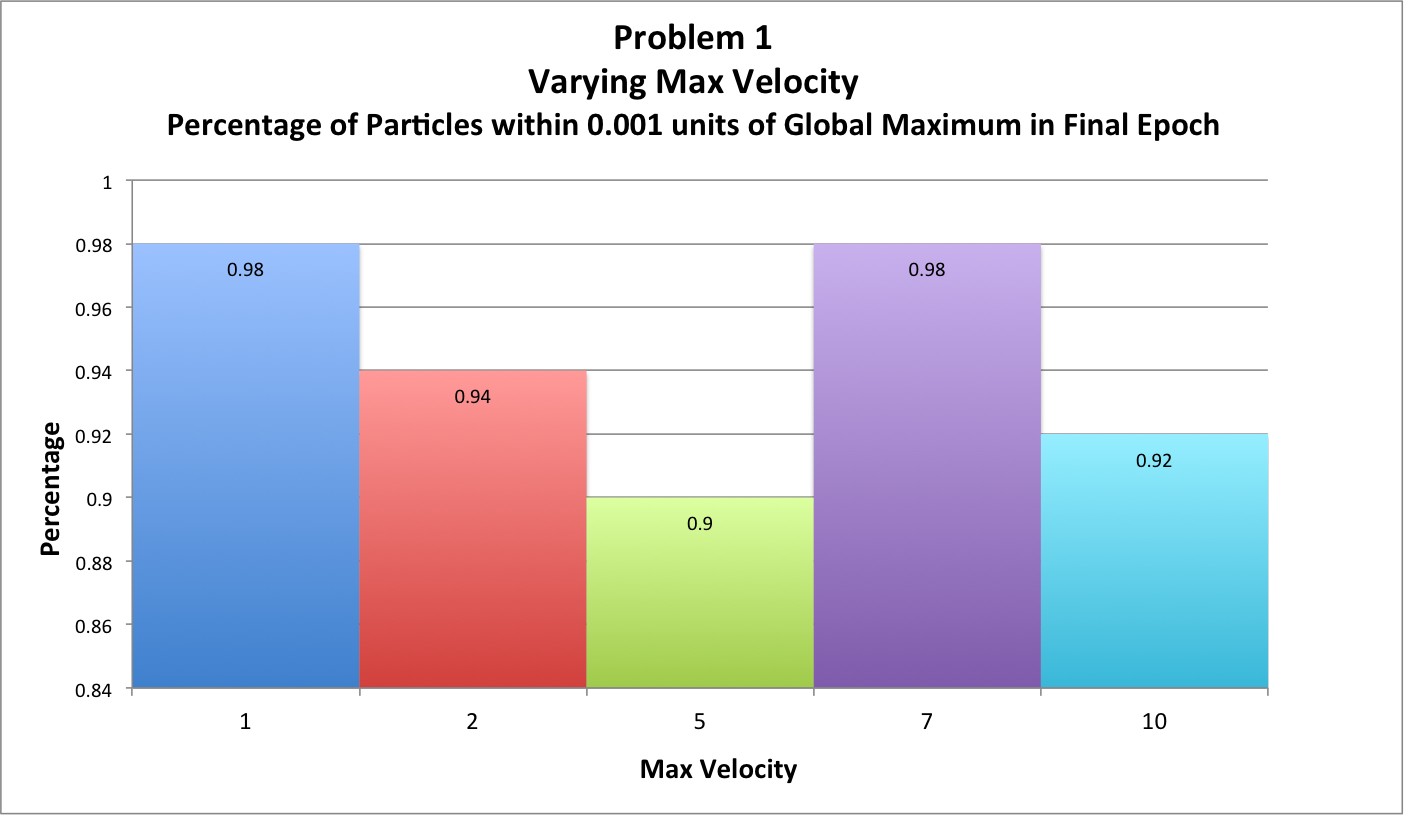 Problem 1
Varying Max Velocity
Percentage of Particles within 0.001 units of Global Maximum in Final Epoch
Percentage
1
0.98
0.96
0.94
0.92
0.9
0.88
0.86
0.84
0.98
0.94
0.9
0.98
0.92
1 2 5 7 10
Max Velocity